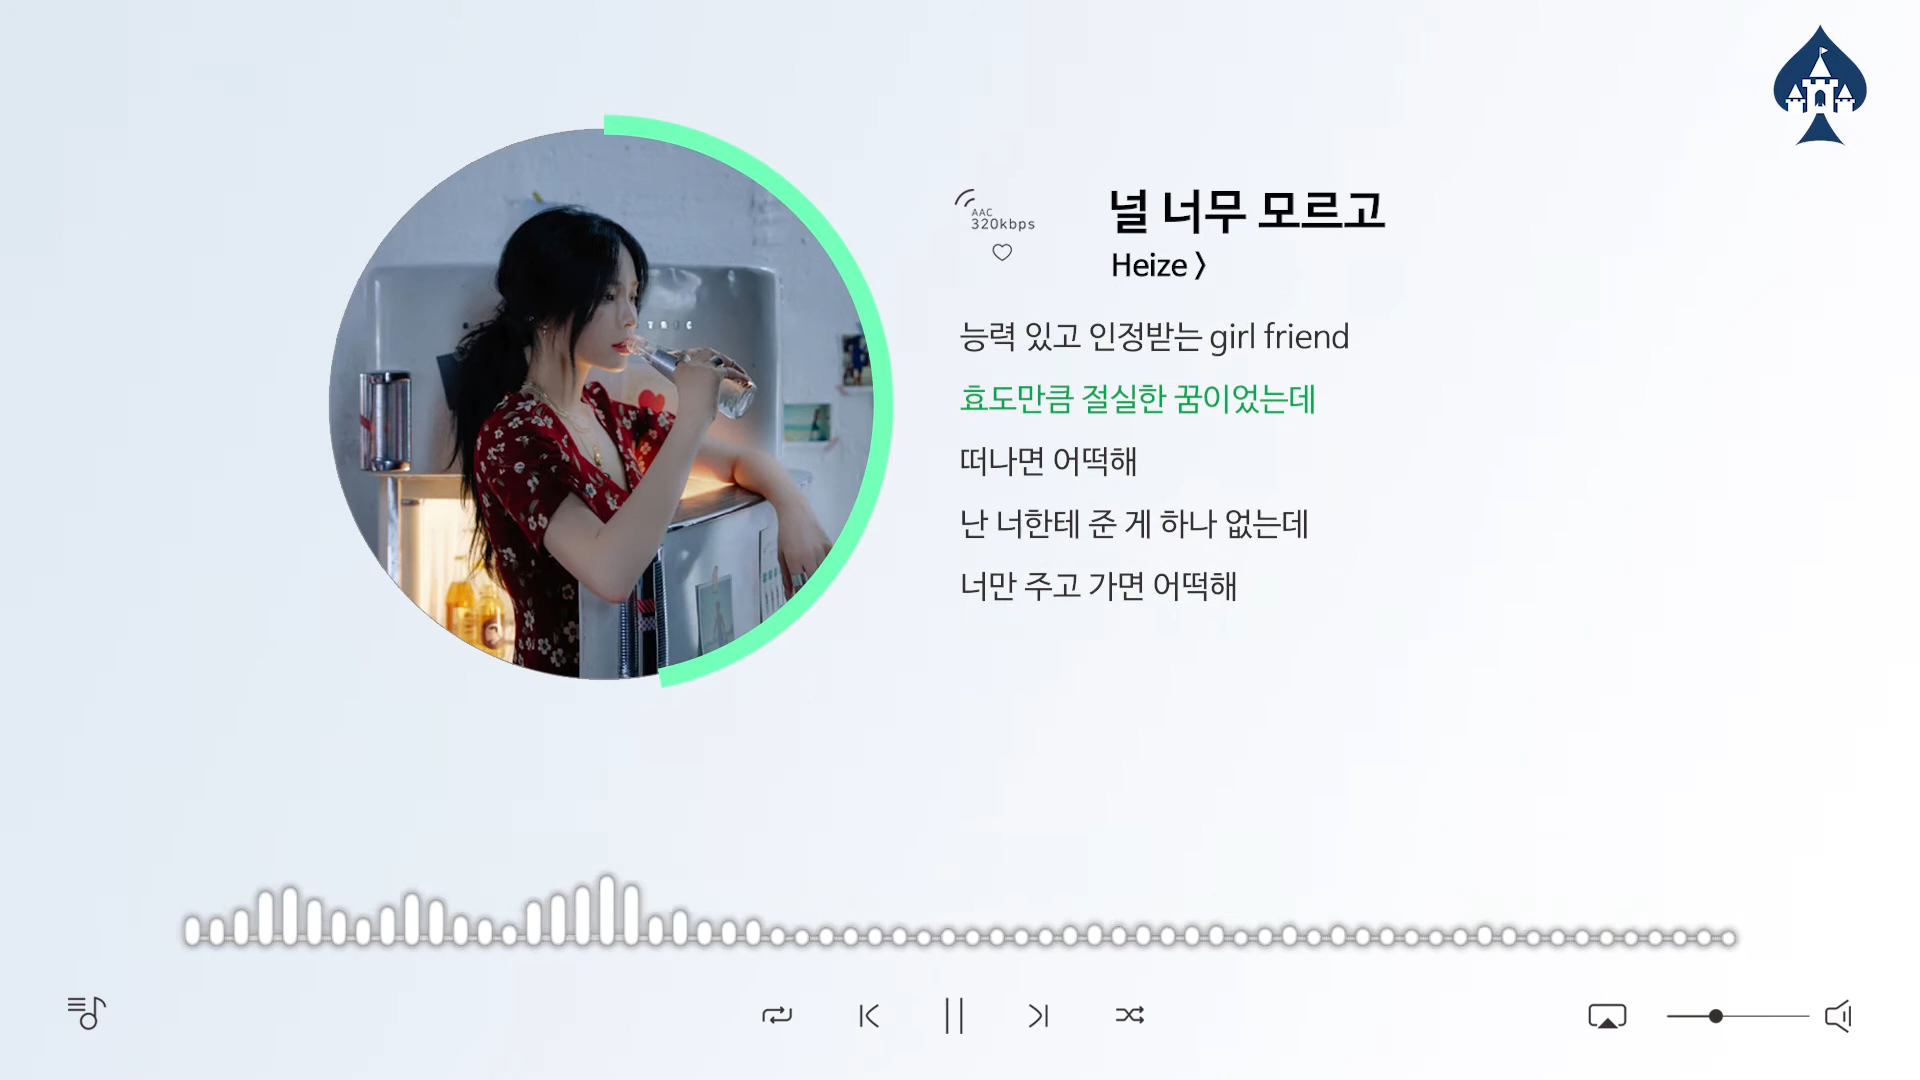 AAC
320kbps
널 너무 모르고
Heize 〉
능력 있고 인정받는 girl friend
효도만큼 절실한 꿈이었는데
떠나면 어떡해
난 너한테 준 게 하나 없는데
너만 주고 가면 어떡해